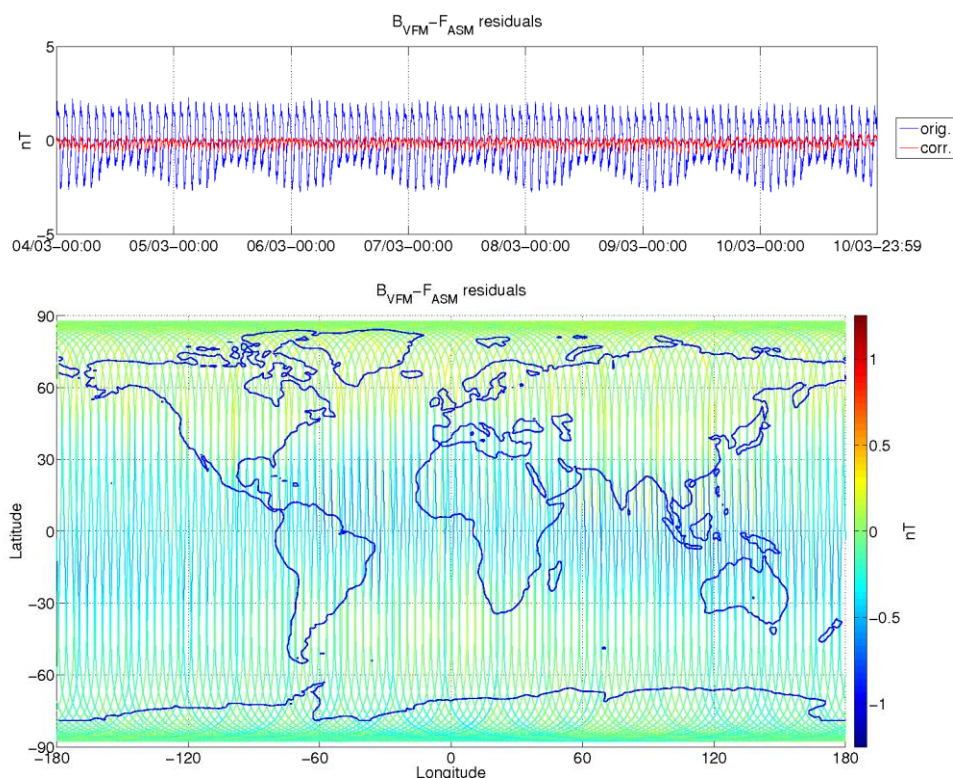 B_VFM–F_ASM residuals
5
0
−5
nT
04/03−00:00 05/03−00:00 06/03−00:00 07/03−00:00 08/03−00:00 09/03−00:00 10/03−00:00 10/03−23:59
orig.
corr.
B_VFM–F_ASM residuals
90
60
30
0
−30
−60
−90
Latitude
−180 −120 −60 0 60 120 180
Longitude
1
0.5
0
−0.5
−1
nT